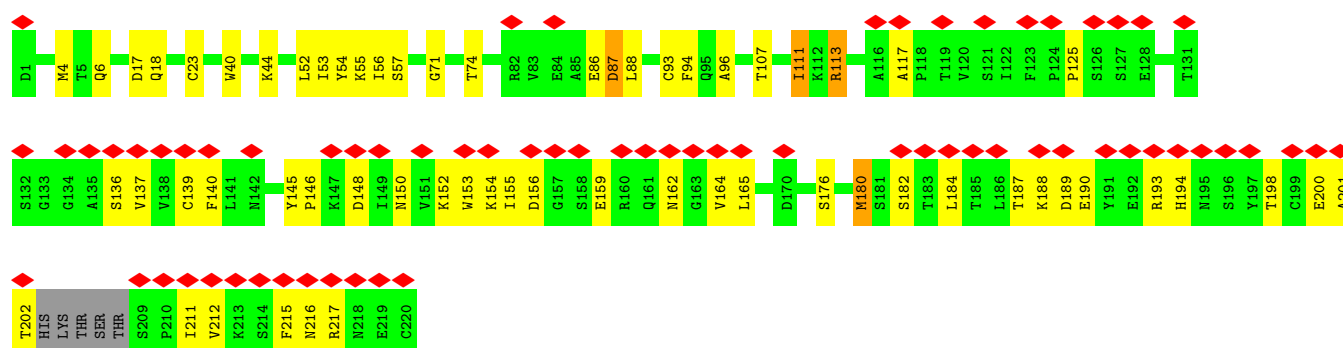 D1 M4 T5 Q6 D17 Q18 C23 W40 K44 L52 I53 Y54 K55 I56 S57 G71 T74 R82 V83 E84 A85 E86 D87 L88 C93 F94 Q95 A96 T107 I111 K112 R113 A116 A117 P118 T119 V120 S121 I122 F123 P124 P125 S126 S127 E128 T131
S132 G133 G134 A135 S136 V137 V138 C139 F140 L141 N142 Y145 P146 K147 D148 I149 N150 V151 K152 W153 K154 I155 D156 G157 S158 E159 R160 Q161 N162 G163 V164 L165 D170 S176 M180 S181 S182 T183 L184 T185 L186 T187 K188 D189 E190 Y191 E192 R193 H194 N195 S196 Y197 T198 C199 E200 A201
T202 HIS LYS THR SER THR S209 P210 I211 V212 K213 S214 F215 N216 R217 N218 E219 C220